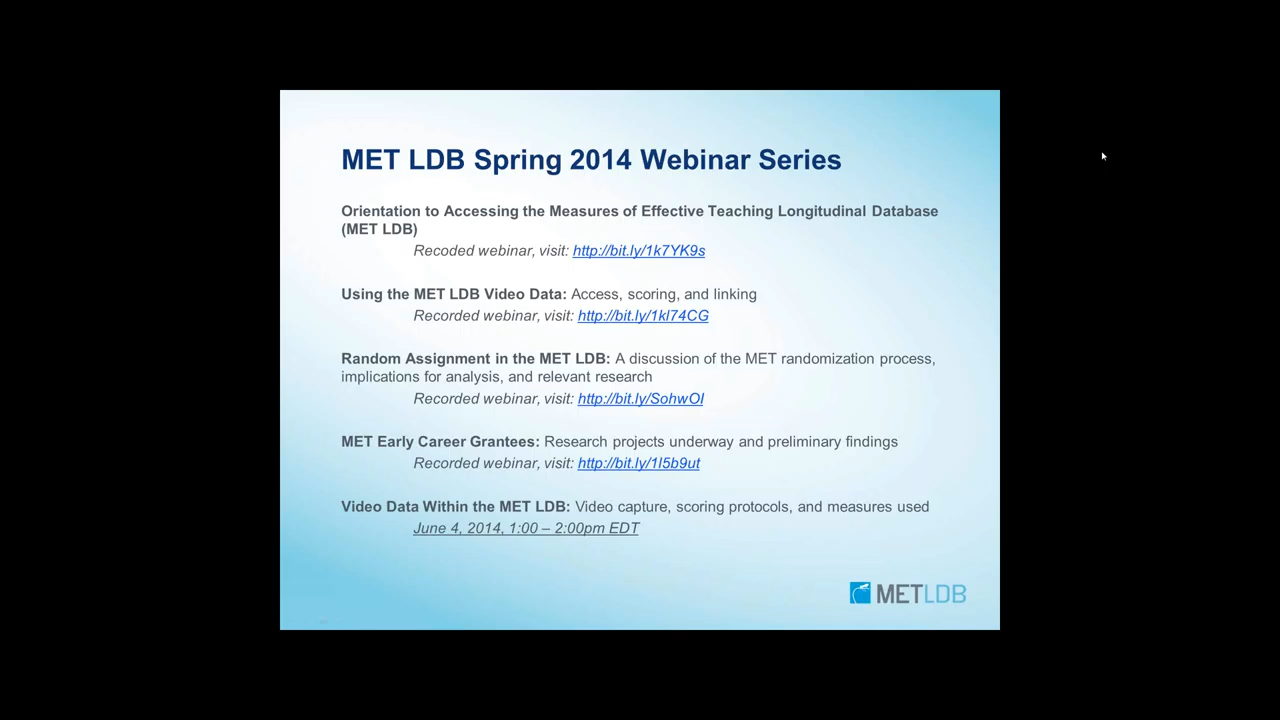 MET LDB Spring 2014 Webinar Series
Orientation to Accessing the Measures of Effective Teaching Longitudinal Database
(MET LDB)
Recoded webinar, visit: http://bit.ly/1k7YK9s
Using the MET LDB Video Data: Access, scoring, and linking
Recorded webinar, visit: http://bit.ly/1kl74CG
Random Assignment in the MET LDB: A discussion of the MET randomization process,
implications for analysis, and relevant research
Recorded webinar, visit: http://bit.ly/SohwOI
MET Early Career Grantees: Research projects underway and preliminary findings
Recorded webinar, visit: http://bit.ly/1l5b9ut
Video Data Within the MET LDB: Video capture, scoring protocols, and measures used
June 4, 2014, 1:00 – 2:00pm EDT
METLDB